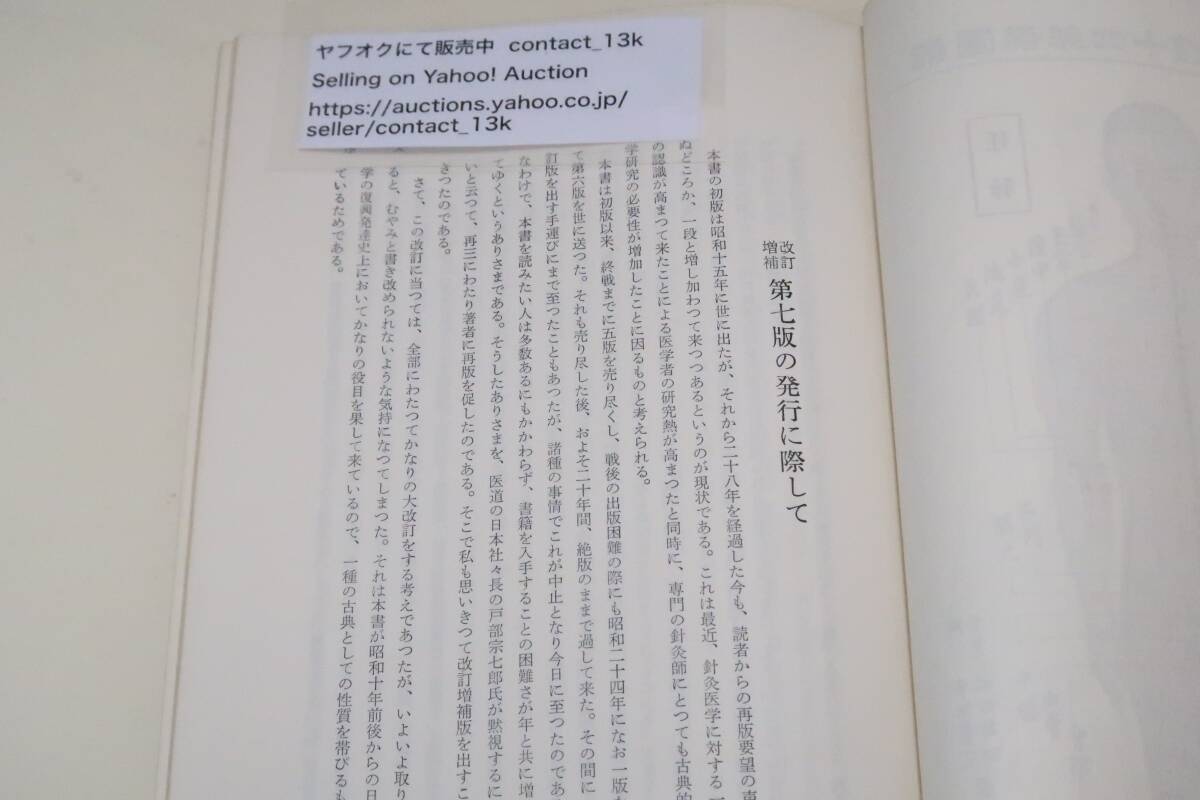 ヤフオクにて販売中 contact_13k
Selling on Yahoo! Auction
https://auctions.yahoo.co.jp/
seller/contact_13k
改訂
増補
第七版の発行に際して
本書の初版は昭和十五年に世に出たが、それから二十八年を経過した今も、読者からの再版要望の声
ぬどころか、一段と増し加わつて来つつあるというのが現状である。これは最近、針灸医学に対する一
の認識が高まつて来たことによる医学者の研究熱が高まつたと同時に、専門の針灸師にとつても古典的
学研究の必要性が増加したことに因るものと考えられる。
本書は初版以来、終戦までに五版を売り尽くし、戦後の出版困難の際にも昭和二十四年になお一版
て第六版を世に送つた。それも売り尽した後、およそ二十年間、絶版のままで過して来た。その間に
訂版を出す手運びにまで至つたこともあつたが、諸種の事情でこれが中止となり今日に至つたのであ
なわけで、本書を読みたい人は多数あるにもかかわらず、書籍を入手することの困難さが年と共に増
てゆくというありさまである。そうしたありさまを、医道の日本社々長の戸部宗七郎氏が黙視するに
いと云つて、再三にわたり著者に再版を促したのである。そこで私も思いきつて改訂増補版を出すこ
きつたのである。
さて、この改訂に当つては、全部にわたつてかなりの大改訂をする考えであつたが、いよいよ取り
ると、むやみと書き改められないような気持になつてしまつた。それは本書が昭和十年前後からの日
学の復興発達史上においてかなりの役目を果して来ているので、一種の古典としての性質を帯びるも
ているためである。